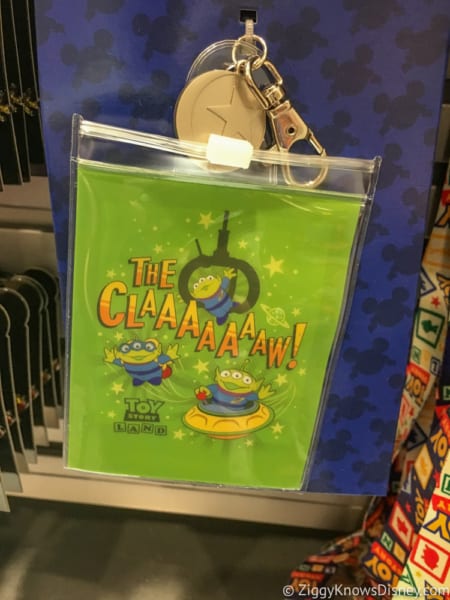 THE
CLAAAAAAAW!
TOY
STORY
LAND
© ZiggyKnowsDisney.com